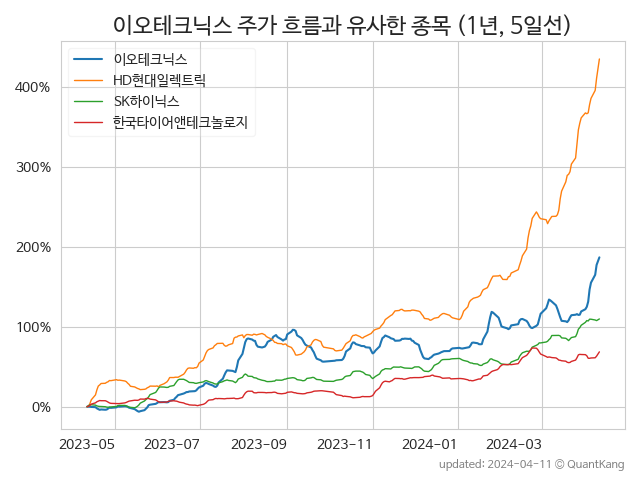 이오테크닉스 주가 흐름과 유사한 종목 (1년, 5일선)
이오테크닉스
HD현대일렉트릭
SK하이닉스
한국타이어앤테크놀로지
400%
300%
200%
100%
0%
2023-05 2023-07 2023-09 2023-11 2024-01 2024-03
updated: 2024-04-11 © QuantKang